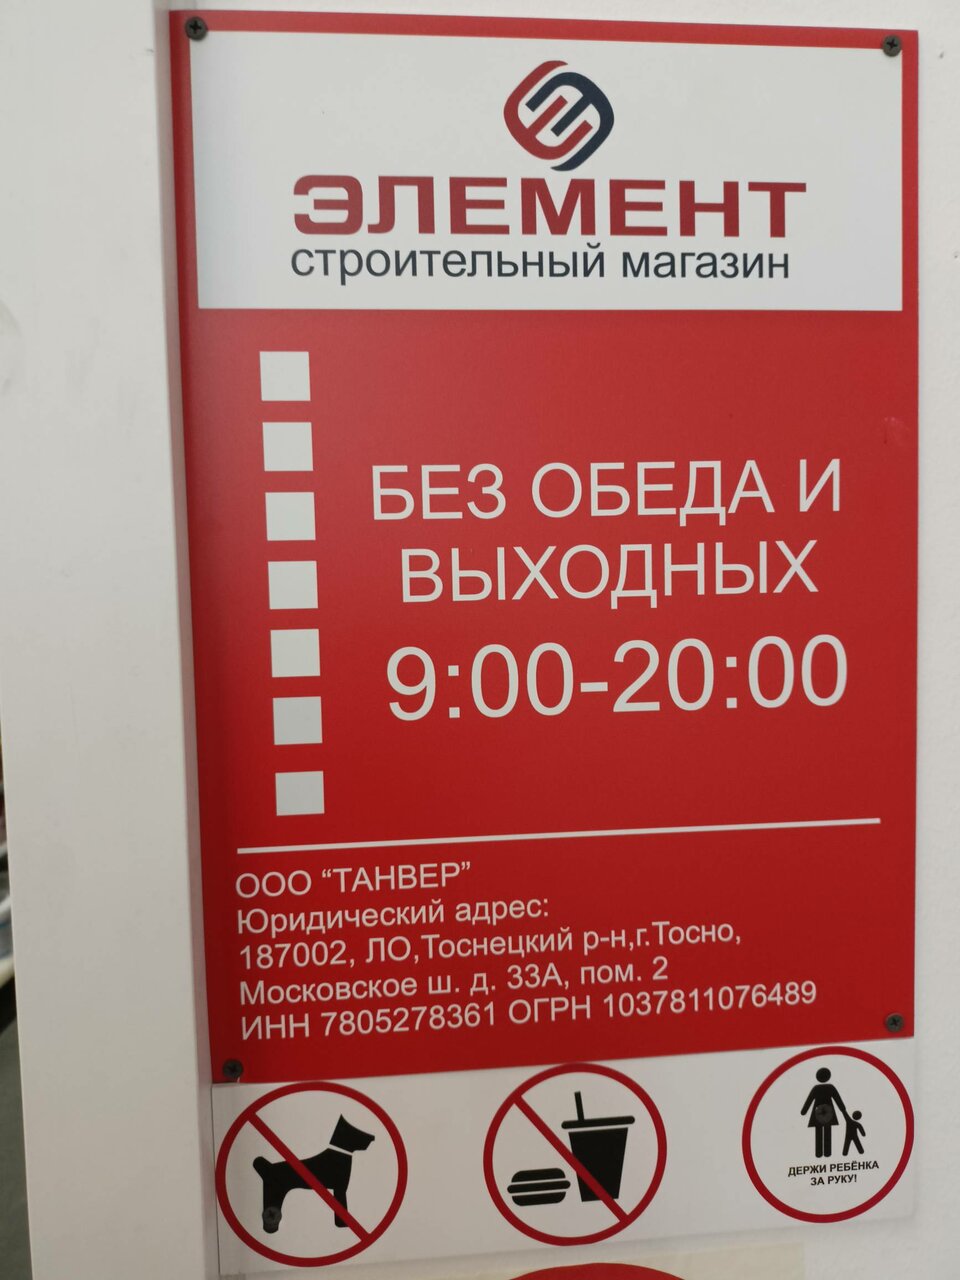 ЭЛЕМЕНТ
строительный магазин
БЕЗ ОБЕДА И
ВЫХОДНЫХ
9:00-20:00
ООО “ТАНВЕР”
Юридический адрес:
187002, ЛО,Тоснецкий р-н,г.Тосно,
Московское ш. д. 33А, пом. 2
ИНН 7805278361 ОГРН 1037811076489
ДЕРЖИ РЕБЁНКА
ЗА РУКУ!